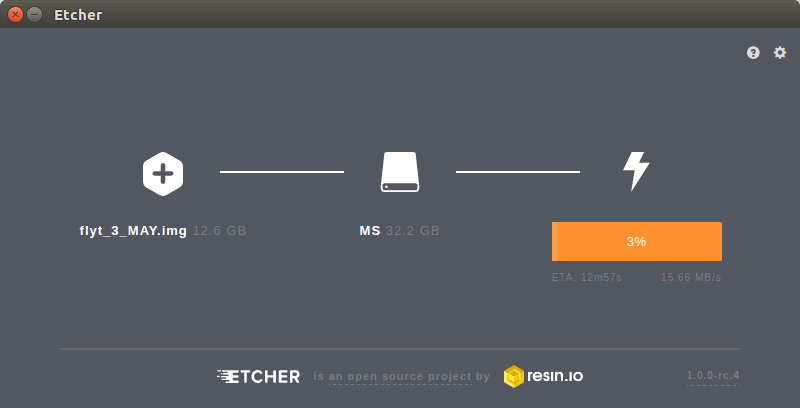 Etcher
flyt_3_MAY.img 12.6 GB
MS 32.2 GB
3%
ETA: 12m57s
15.66 MB/s
ETCHER is an open source project by resin.io
1.0.0-rc.4